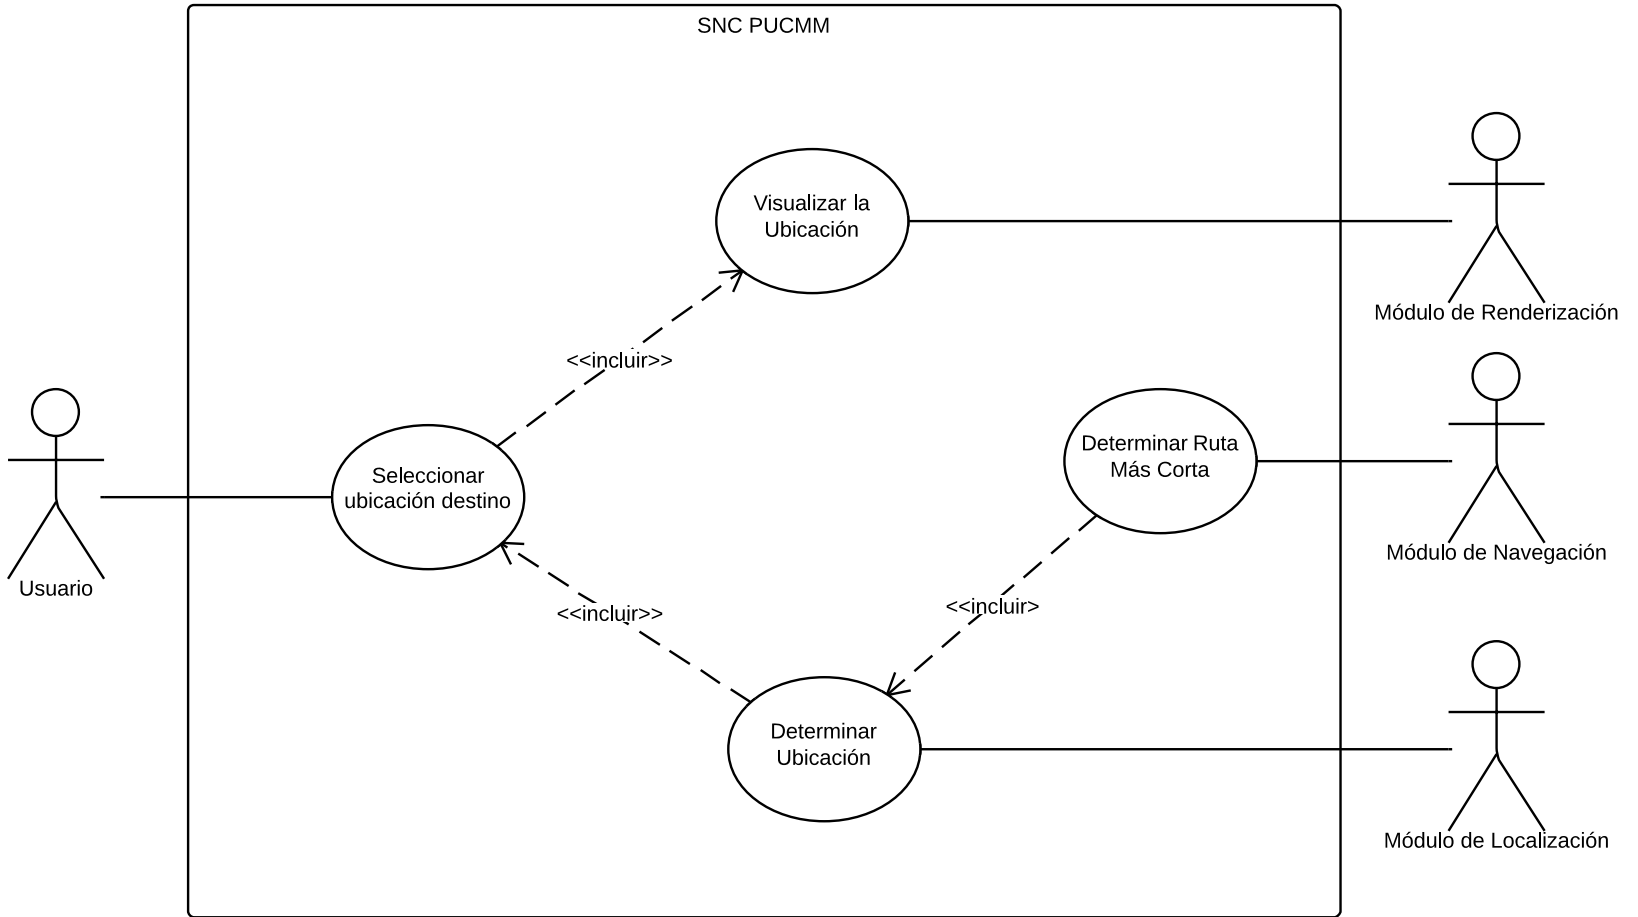 SNC PUCMM
Visualizar la
Ubicación
Módulo de Renderización
<<incluir>>
Determinar Ruta
Más Corta
Módulo de Navegación
Seleccionar
ubicación destino
Usuario
<<incluir>>
<<incluir>
Determinar
Ubicación
Módulo de Localización